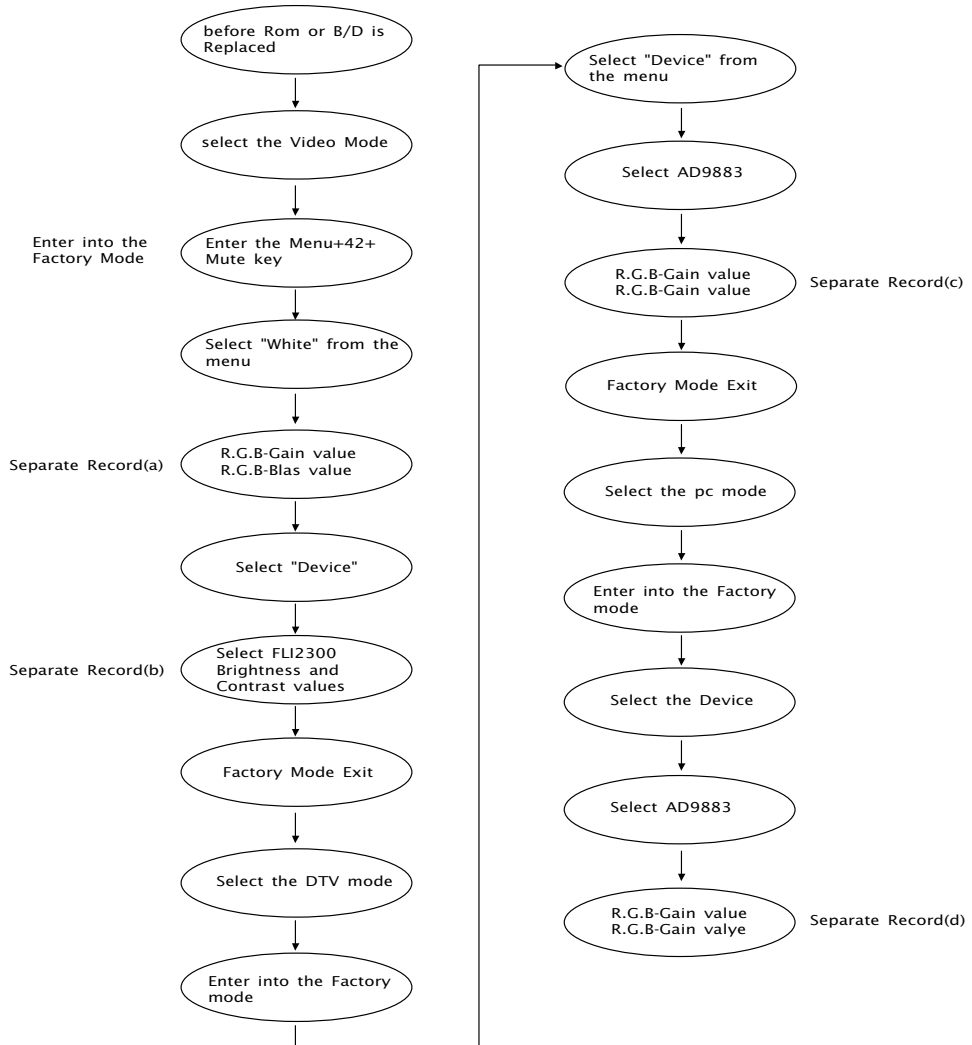 before Rom or B/D is
Replaced
select the Video Mode
Enter into the
Factory Mode
Enter the Menu+42+
Mute key
Select "White" from the
menu
Separate Record(a)
R.G.B-Gain value
R.G.B-Blas value
Select "Device"
Separate Record(b)
Select FLI2300
Brightness and
Contrast values
Factory Mode Exit
Select the DTV mode
Enter into the Factory
mode
Select "Device" from
the menu
Select AD9883
R.G.B-Gain value
R.G.B-Gain value
Separate Record(c)
Factory Mode Exit
Select the pc mode
Enter into the Factory
mode
Select the Device
Select AD9883
R.G.B-Gain value
R.G.B-Gain valye
Separate Record(d)